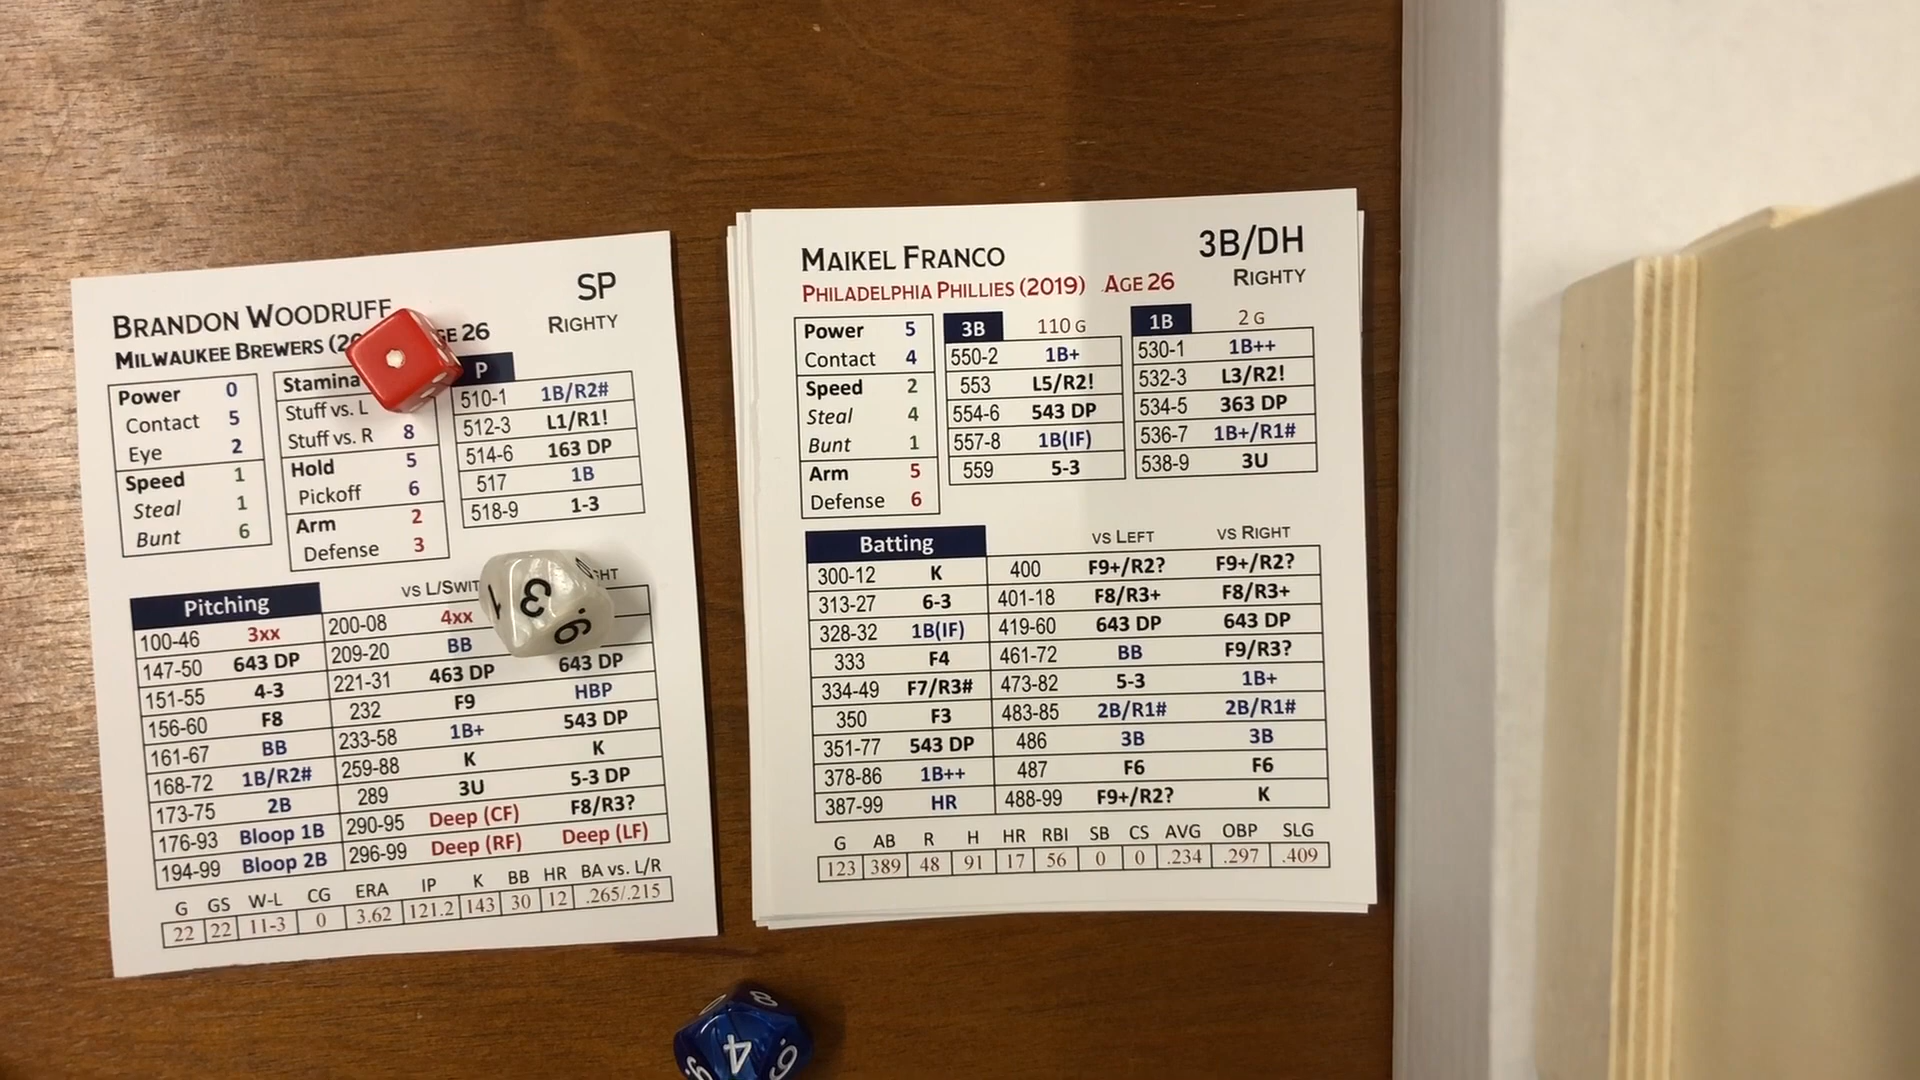 BRANDON WOODRUFF
SP
MILWAUKEE BREWERS AGE 26
RIGHTY
Power 0
Contact 5
Eye 2
Speed 1
Steal 1
Bunt 6
Stamina
Stuff vs. L
Stuff vs. R 8
Hold 5
Pickoff 6
Arm 2
Defense 3
P
510-1 1B/R2#
512-3 L1/R1!
514-6 163 DP
517 1B
518-9 1-3
Pitching
100-46 3xx
147-50 643 DP
151-55 4-3
156-60 F8
161-67 BB
168-72 1B/R2#
173-75 2B
176-93 Bloop 1B
194-99 Bloop 2B
VS
200-08 4xx
209-20 BB
221-31 463 DP 643 DP
232 F9 HBP
233-58 1B+ 543 DP
259-88 K K
289 3U 5-3 DP
290-95 Deep (CF) F8/R3?
296-99 Deep (RF) Deep (LF)
G GS W-L CG ERA IP K BB HR BA vs. L/R
22 22 11-3 0 3.62 121.2 143 30 12 .265/.215
MAIKEL FRANCO
3B/DH
PHILADELPHIA PHILLIES (2019) AGE 26
RIGHTY
Power 5
Contact 4
Speed 2
Steal 4
Bunt 1
Arm 5
Defense 6
3B 110 G
550-2 1B+
553 L5/R2!
554-6 543 DP
557-8 1B(IF)
559 5-3
1B 2 G
530-1 1B++
532-3 L3/R2!
534-5 363 DP
536-7 1B+/R1#
538-9 3U
Batting
300-12 K
313-27 6-3
328-32 1B(IF)
333 F4
334-49 F7/R3#
350 F3
351-77 543 DP
378-86 1B++
387-99 HR
VS LEFT VS RIGHT
400 F9+/R2? F9+/R2?
401-18 F8/R3+ F8/R3+
419-60 643 DP 643 DP
461-72 BB F9/R3?
473-82 5-3 1B+
483-85 2B/R1# 2B/R1#
486 3B 3B
487 F6 F6
488-99 F9+/R2? K
G AB R H HR RBI SB CS AVG OBP SLG
123 389 48 91 17 56 0 0 .234 .297 .409
1 3 9
8
4